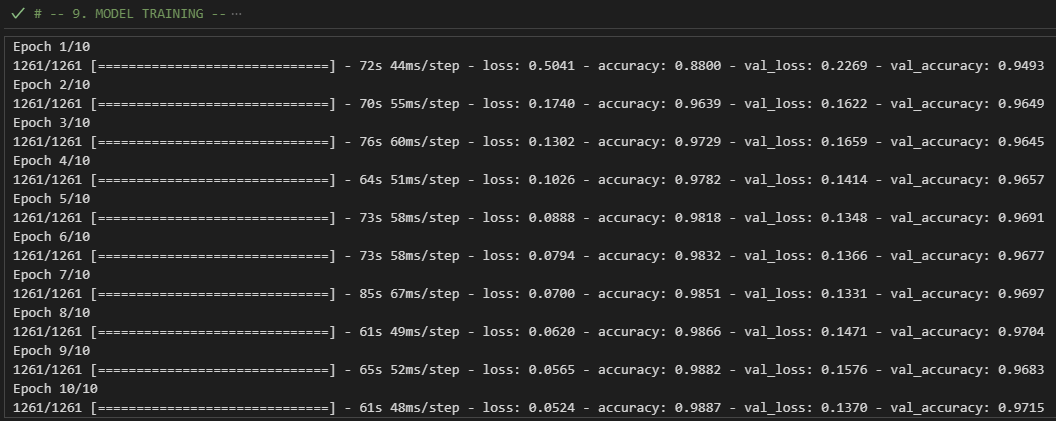 # -- 9. MODEL TRAINING -- ...
Epoch 1/10
1261/1261 [==============================] - 72s 44ms/step - loss: 0.5041 - accuracy: 0.8800 - val_loss: 0.2269 - val_accuracy: 0.9493
Epoch 2/10
1261/1261 [==============================] - 70s 55ms/step - loss: 0.1740 - accuracy: 0.9639 - val_loss: 0.1622 - val_accuracy: 0.9649
Epoch 3/10
1261/1261 [==============================] - 76s 60ms/step - loss: 0.1302 - accuracy: 0.9729 - val_loss: 0.1659 - val_accuracy: 0.9645
Epoch 4/10
1261/1261 [==============================] - 64s 51ms/step - loss: 0.1026 - accuracy: 0.9782 - val_loss: 0.1414 - val_accuracy: 0.9657
Epoch 5/10
1261/1261 [==============================] - 73s 58ms/step - loss: 0.0888 - accuracy: 0.9818 - val_loss: 0.1348 - val_accuracy: 0.9691
Epoch 6/10
1261/1261 [==============================] - 73s 58ms/step - loss: 0.0794 - accuracy: 0.9832 - val_loss: 0.1366 - val_accuracy: 0.9677
Epoch 7/10
1261/1261 [==============================] - 85s 67ms/step - loss: 0.0700 - accuracy: 0.9851 - val_loss: 0.1331 - val_accuracy: 0.9697
Epoch 8/10
1261/1261 [==============================] - 61s 49ms/step - loss: 0.0620 - accuracy: 0.9866 - val_loss: 0.1471 - val_accuracy: 0.9704
Epoch 9/10
1261/1261 [==============================] - 65s 52ms/step - loss: 0.0565 - accuracy: 0.9882 - val_loss: 0.1576 - val_accuracy: 0.9683
Epoch 10/10
1261/1261 [==============================] - 61s 48ms/step - loss: 0.0524 - accuracy: 0.9887 - val_loss: 0.1370 - val_accuracy: 0.9715